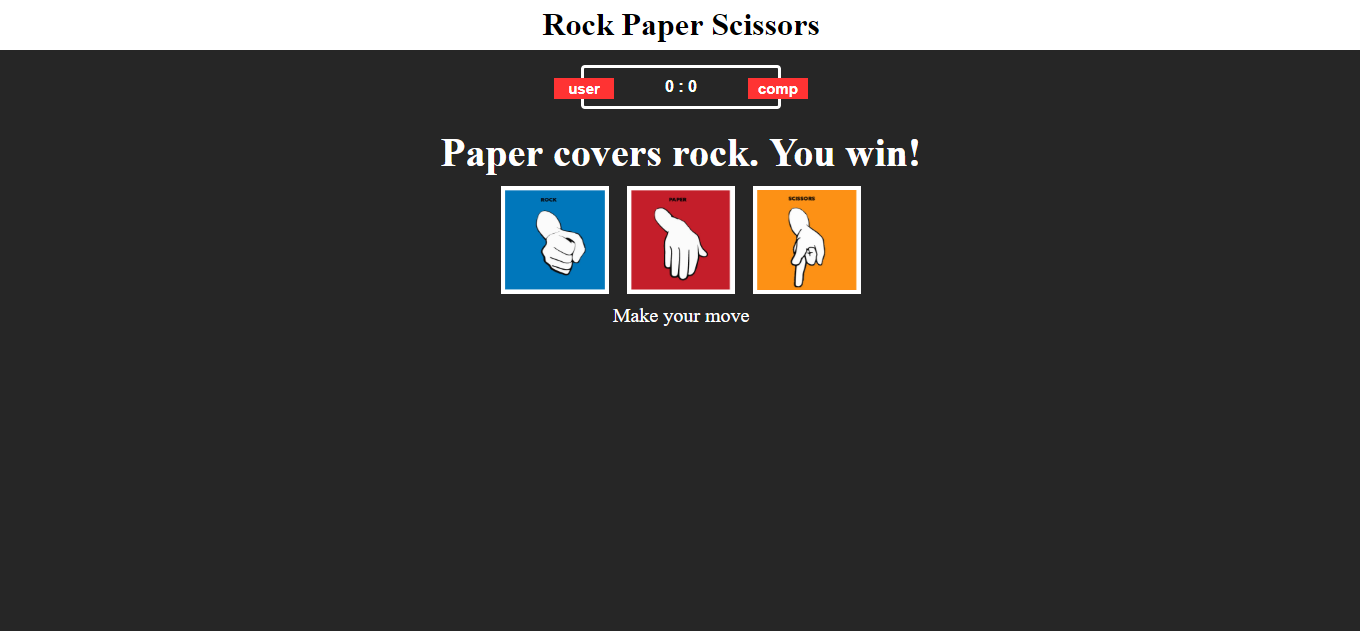 Rock Paper Scissors
user 0 : 0 comp
Paper covers rock. You win!
ROCK PAPER SCISSORS
Make your move